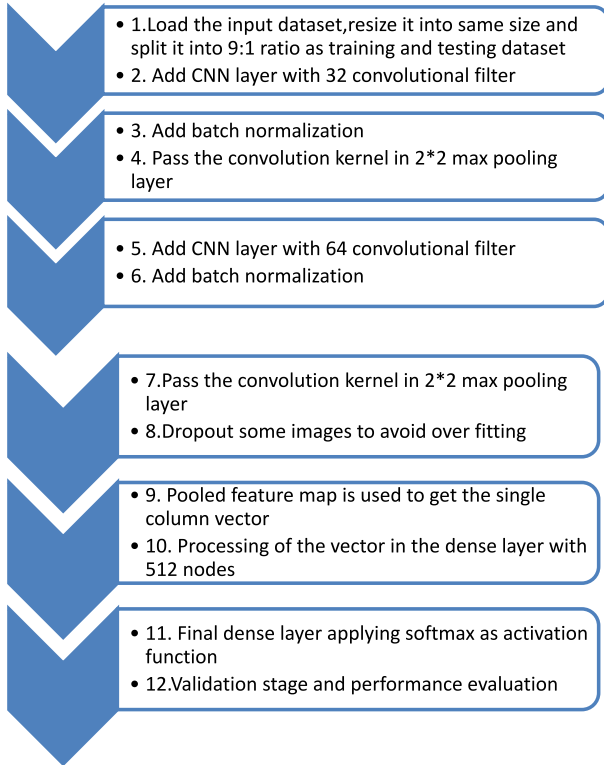 • 1.Load the input dataset,resize it into same size and
split it into 9:1 ratio as training and testing dataset
• 2. Add CNN layer with 32 convolutional filter
• 3. Add batch normalization
• 4. Pass the convolution kernel in 2*2 max pooling
layer
• 5. Add CNN layer with 64 convolutional filter
• 6. Add batch normalization
• 7.Pass the convolution kernel in 2*2 max pooling
layer
• 8.Dropout some images to avoid over fitting
• 9. Pooled feature map is used to get the single
column vector
• 10. Processing of the vector in the dense layer with
512 nodes
• 11. Final dense layer applying softmax as activation
function
• 12.Validation stage and performance evaluation